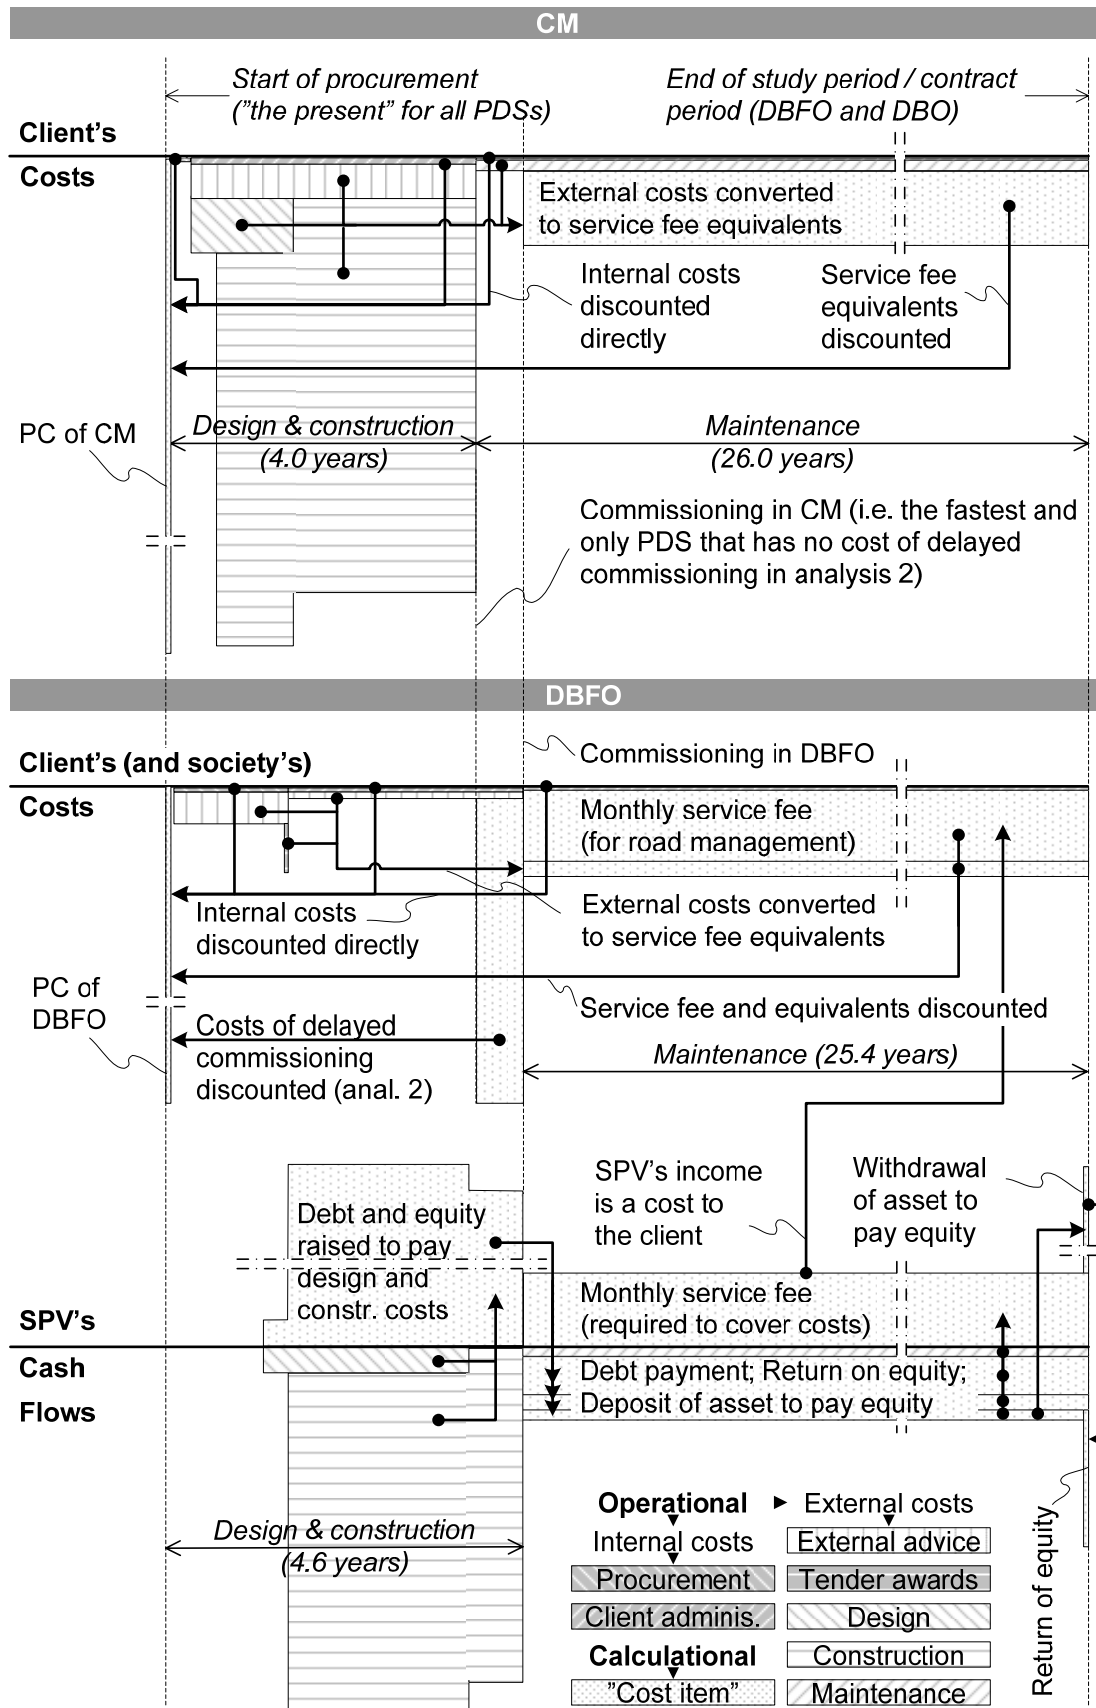 CM
Start of procurement
("the present" for all PDSs)
End of study period / contract
period (DBFO and DBO)
Client's
Costs
External costs converted
to service fee equivalents
Internal costs
discounted
directly
Service fee
equivalents
discounted
PC of CM
Design & construction
(4.0 years)
Maintenance
(26.0 years)
Commissioning in CM (i.e. the fastest and
only PDS that has no cost of delayed
commissioning in analysis 2)
DBFO
Commissioning in DBFO
Client's (and society's)
Costs
Monthly service fee
(for road management)
Internal costs
discounted directly
External costs converted
to service fee equivalents
PC of
DBFO
Service fee and equivalents discounted
Costs of delayed
commissioning
discounted (anal. 2)
Maintenance (25.4 years)
SPV's income
is a cost to
the client
Withdrawal
of asset to
pay equity
Debt and equity
raised to pay
design and
constr. costs
SPV's
Cash
Flows
Monthly service fee
(required to cover costs)
Debt payment; Return on equity;
Deposit of asset to pay equity
Design & construction
(4.6 years)
Return of equity
Operational
External costs
Internal costs
External advice
Procurement
Tender awards
Client adminis.
Design
Calculational
Construction
"Cost item"
Maintenance